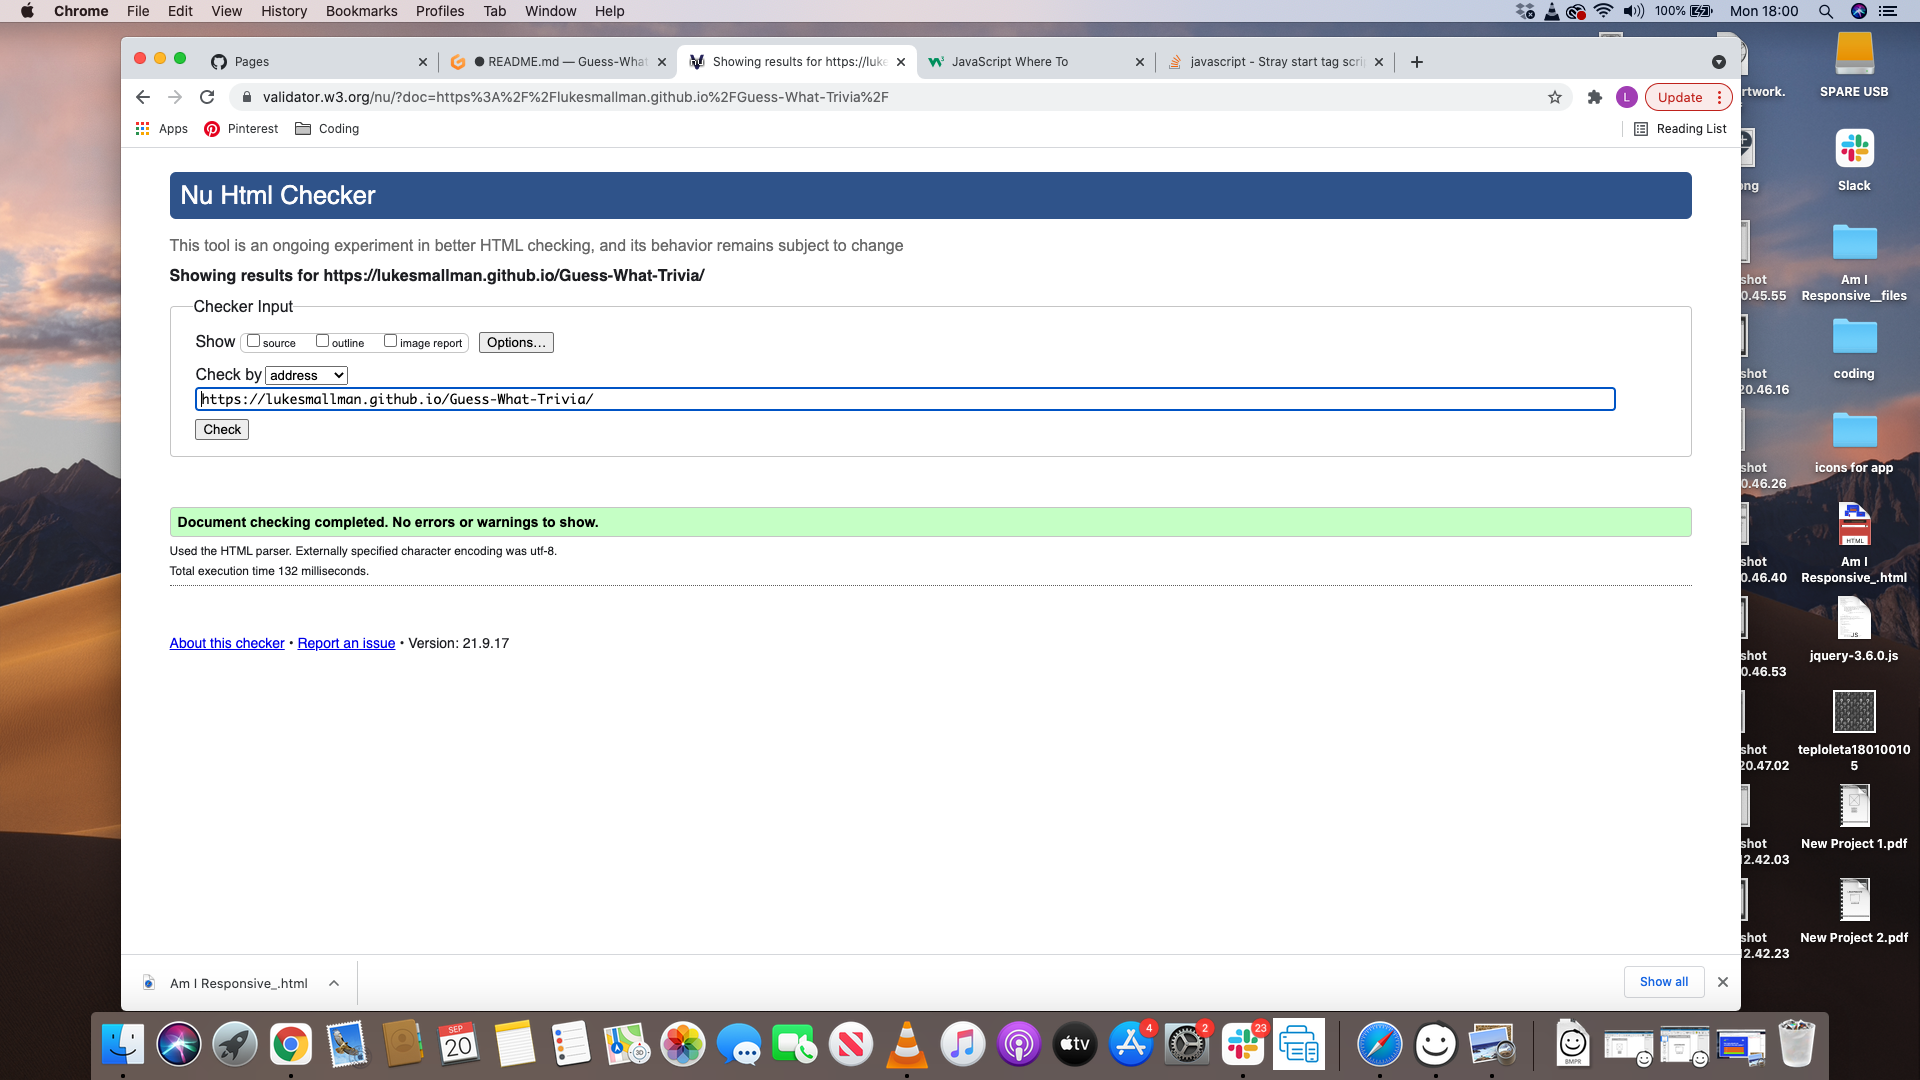 Chrome File Edit View History Bookmarks Profiles Tab Window Help 100% Mon 18:00
Pages README.md — Guess-What Showing results for https://luke JavaScript Where To javascript - Stray start tag scri
validator.w3.org/nu/?doc=https%3A%2F%2Flukesmallman.github.io%2FGuess-What-Trivia%2F L Update
Apps Pinterest Coding Reading List
Nu Html Checker
This tool is an ongoing experiment in better HTML checking, and its behavior remains subject to change
Showing results for https://lukesmallman.github.io/Guess-What-Trivia/
Checker Input
Show source outline image report Options...
Check by address
https://lukesmallman.github.io/Guess-What-Trivia/
Check
Document checking completed. No errors or warnings to show.
Used the HTML parser. Externally specified character encoding was utf-8.
Total execution time 132 milliseconds.
About this checker • Report an issue • Version: 21.9.17
Am I Responsive_.html Show all
rtwork.
SPARE USB
ng
Slack
shot
0.45.55
Am I
Responsive__files
shot
0.46.16
coding
shot
0.46.26
icons for app
HTML
shot
0.46.40
Am I
Responsive_.html
JS
shot
0.46.53
jquery-3.6.0.js
shot
20.47.02
teploleta18010010
5
shot
12.42.03
New Project 1.pdf
shot
12.42.23
New Project 2.pdf
SEP
20
3D
tv
4
2
23
BMPR